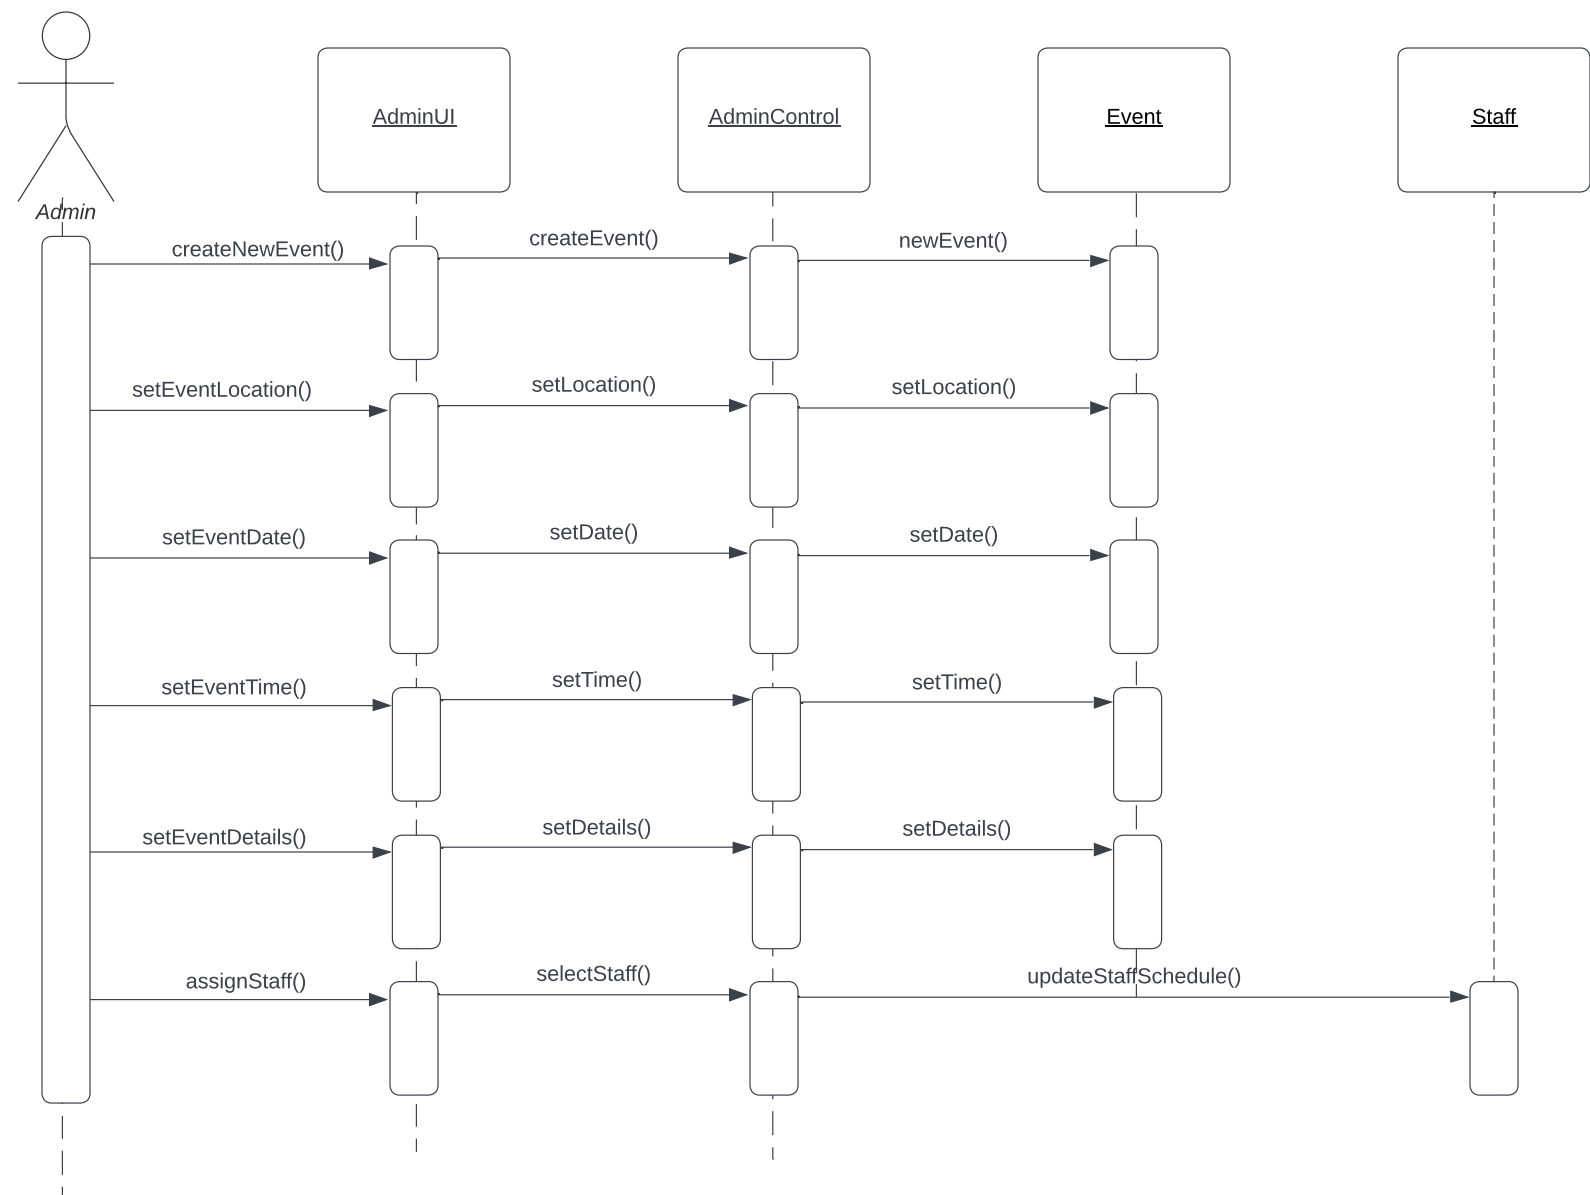 AdminUI
AdminControl
Event
Staff
Admin
createNewEvent()
createEvent()
newEvent()
setEventLocation()
setLocation()
setLocation()
setEventDate()
setDate()
setDate()
setEventTime()
setTime()
setTime()
setEventDetails()
setDetails()
setDetails()
assignStaff()
selectStaff()
updateStaffSchedule()